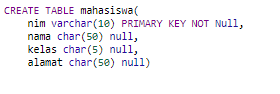 CREATE TABLE mahasiswa(
    nim varchar(10) PRIMARY KEY NOT Null,
    nama char(50) null,
    kelas char(5) null,
    alamat char(50) null)